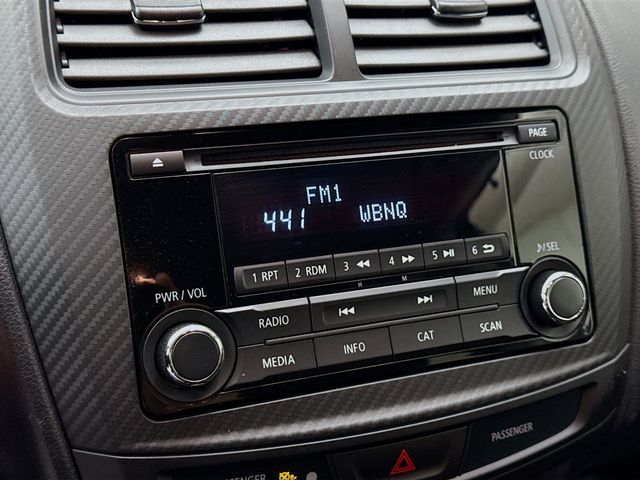 PAGE
CLOCK
FM1
441 WBNQ
1 RPT 2 RDM 3 4 5 6
H M
♪/SEL
PWR / VOL
RADIO MENU
MEDIA INFO CAT SCAN
PASSENGER
PASSENGER